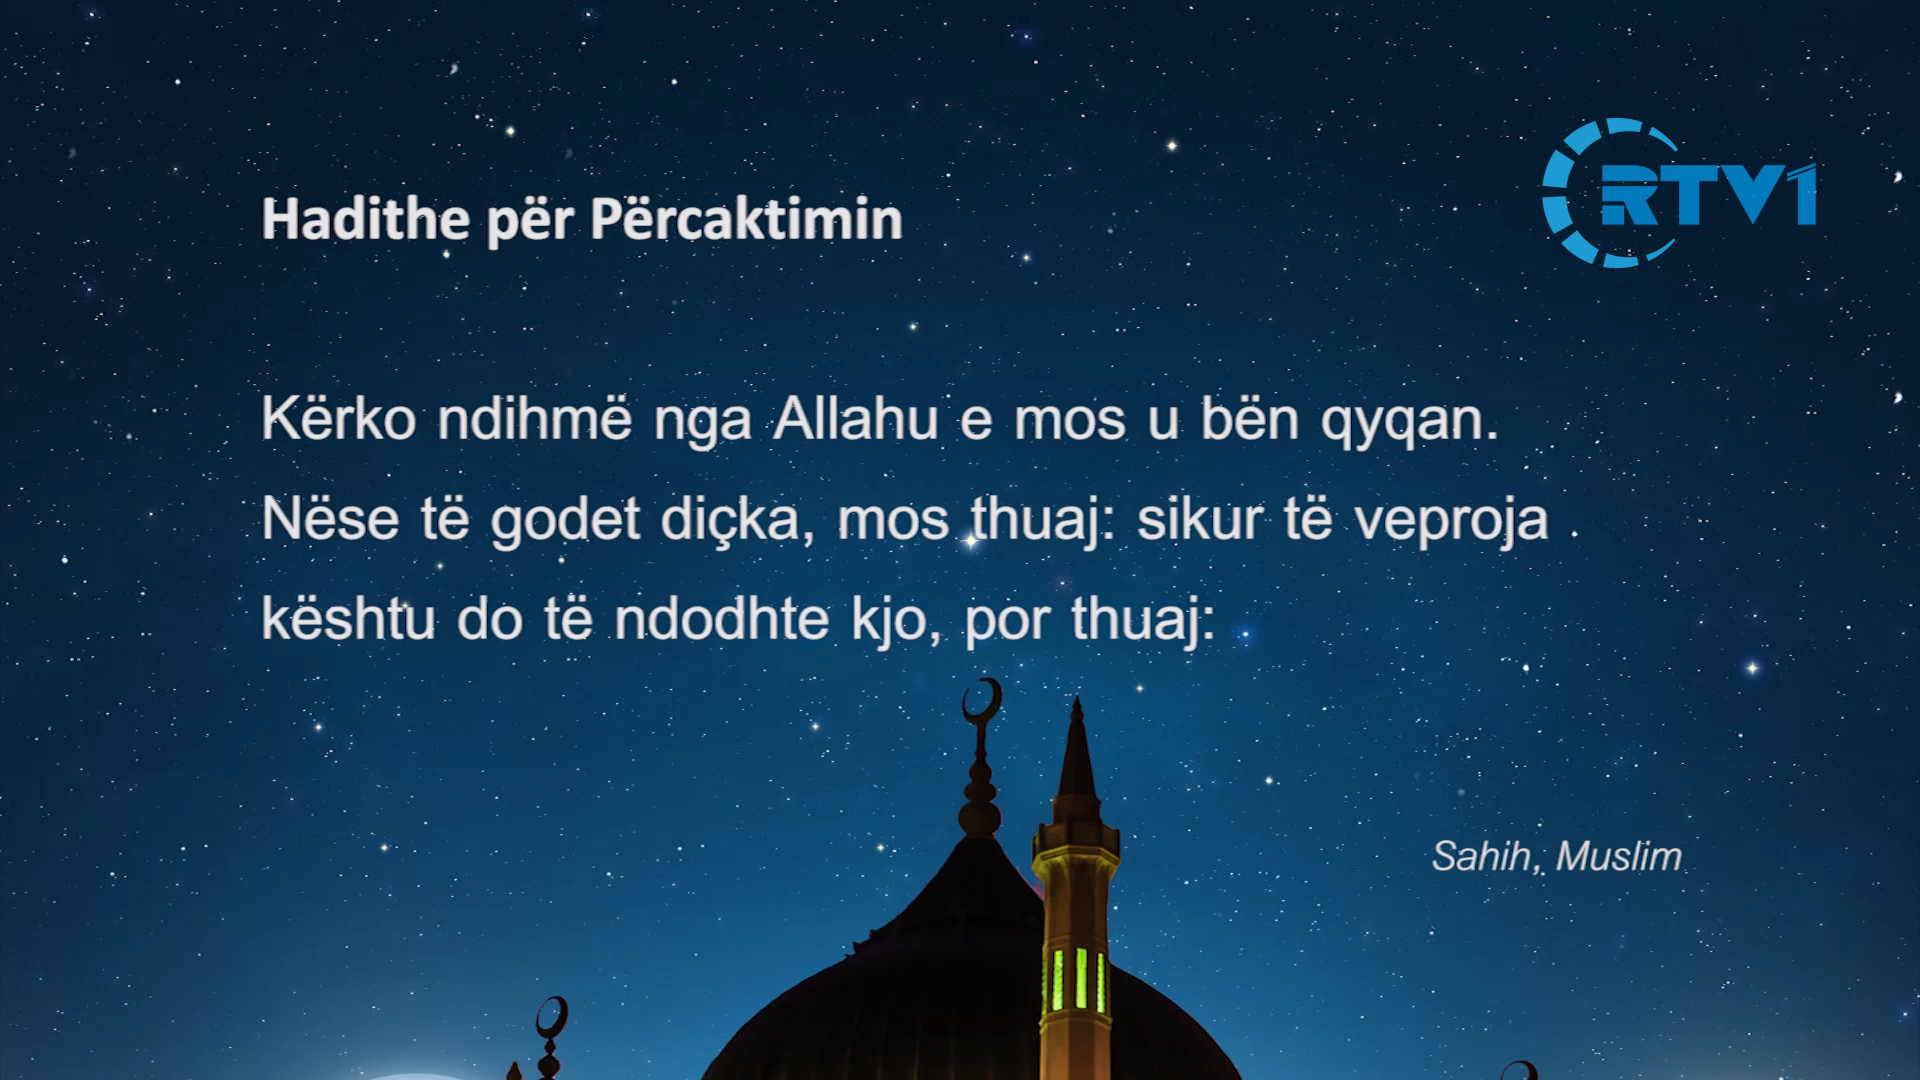 RTV1
Hadithe për Përcaktimin
Kërko ndihmë nga Allahu e mos u bën qyqan.
Nëse të godet diçka, mos thuaj: sikur të veproja
kështu do të ndodhte kjo, por thuaj:
Sahih, Muslim